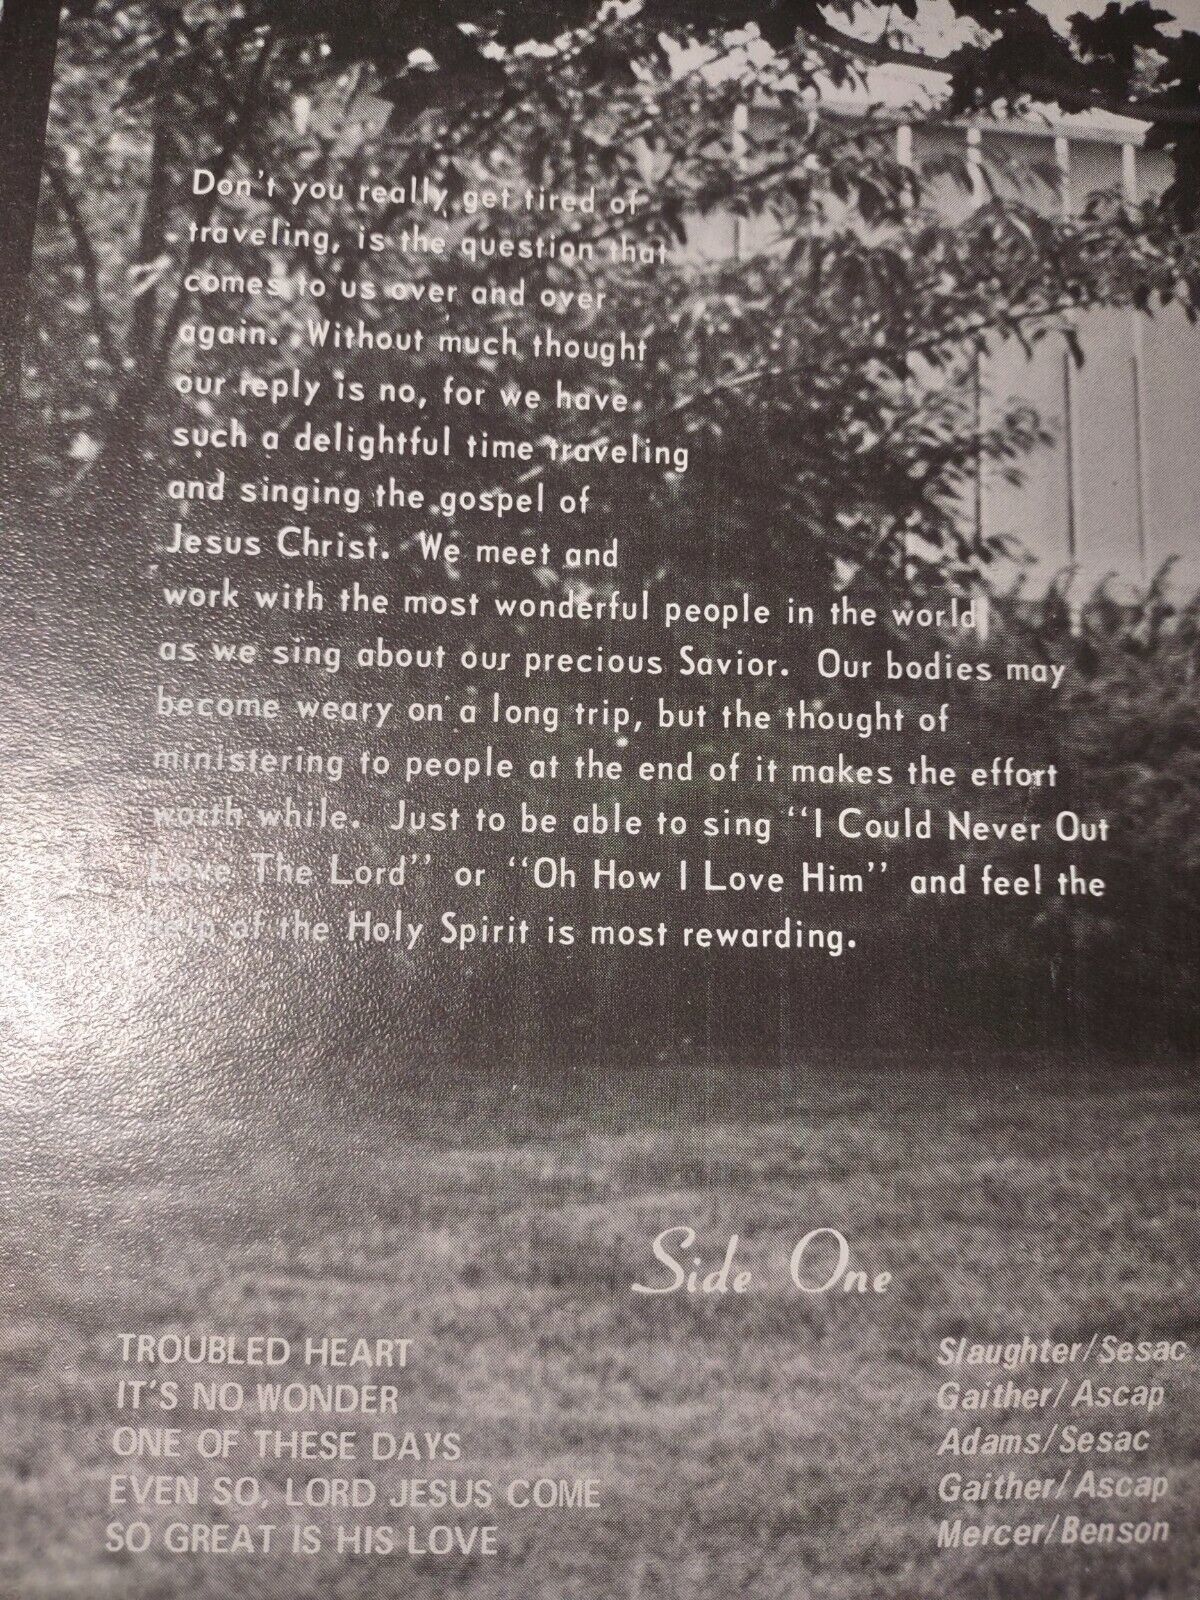 Don't you really get tired of
traveling, is the question that
comes to us over and over
again. Without much thought
our reply is no, for we have
such a delightful time traveling
and singing the gospel of
Jesus Christ. We meet and
work with the most wonderful people in the world
as we sing about our precious Savior. Our bodies may
become weary on a long trip, but the thought of
ministering to people at the end of it makes the effort
worth while. Just to be able to sing "I Could Never Out
Love The Lord" or "Oh How I Love Him" and feel the
help of the Holy Spirit is most rewarding.
Side One
TROUBLED HEART Slaughter/Sesac
IT'S NO WONDER Gaither/Ascap
ONE OF THESE DAYS Adams/Sesac
EVEN SO, LORD JESUS COME Gaither/Ascap
SO GREAT IS HIS LOVE Mercer/Benson